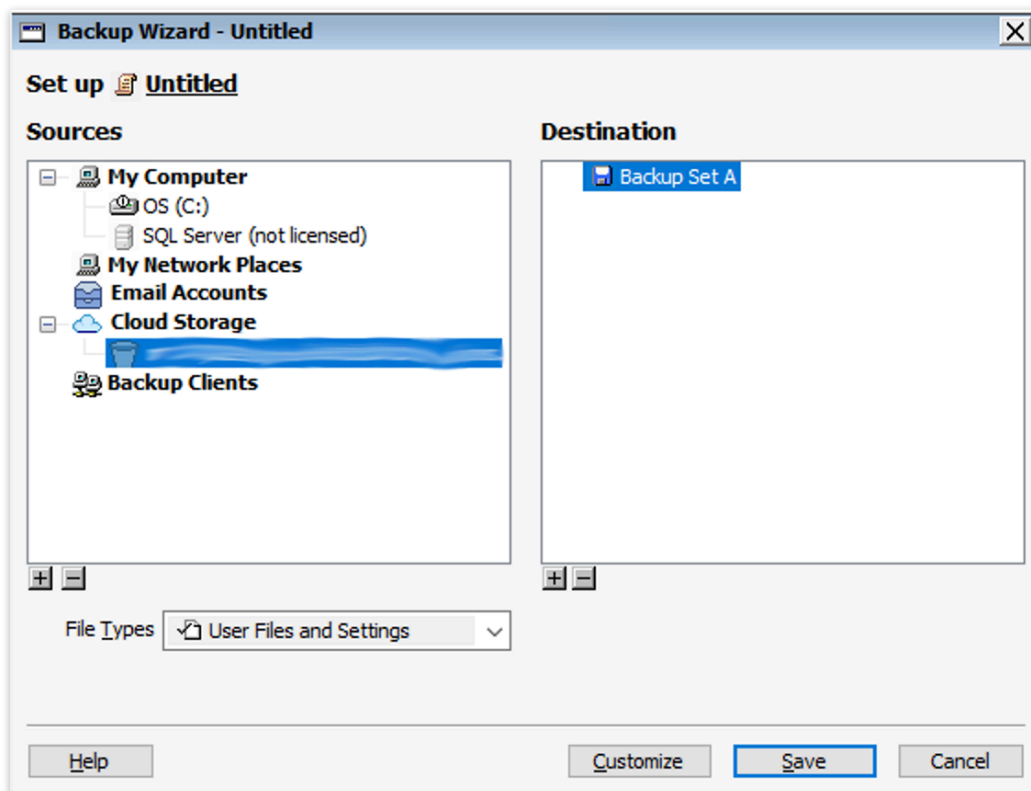 Backup Wizard - Untitled
Set up Untitled
Sources
Destination
My Computer
OS (C:)
SQL Server (not licensed)
My Network Places
Email Accounts
Cloud Storage
Backup Clients
Backup Set A
File Types User Files and Settings
Help
Customize
Save
Cancel